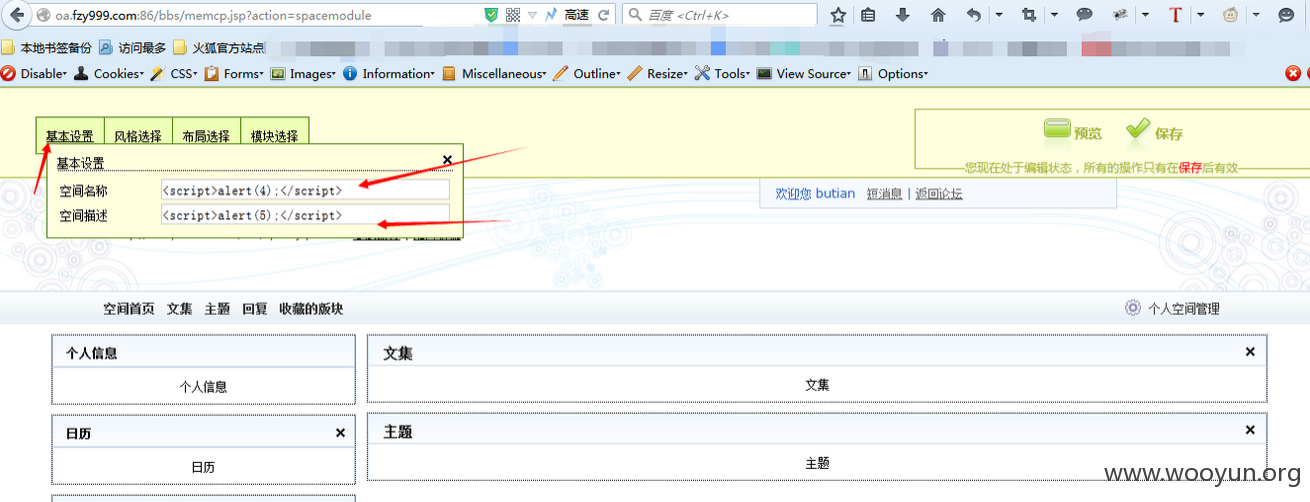 oa.fzy999.com:86/bbs/memcp.jsp?action=spacemodule
高速
百度 <Ctrl+K>
本地书签备份 访问最多 火狐官方站点
Disable Cookies CSS Forms Images Information Miscellaneous Outline Resize Tools View Source Options
基本设置 风格选择 布局选择 模块选择
预览 保存
您现在处于编辑状态，所有的操作只有在保存后有效
基本设置
空间名称 <script>alert(4);</script>
空间描述 <script>alert(5);</script>
欢迎您 butian 短消息 | 返回论坛
空间首页 文集 主题 回复 收藏的版块
个人空间管理
个人信息
个人信息
文集
文集
日历
日历
主题
主题
www.wooyun.org